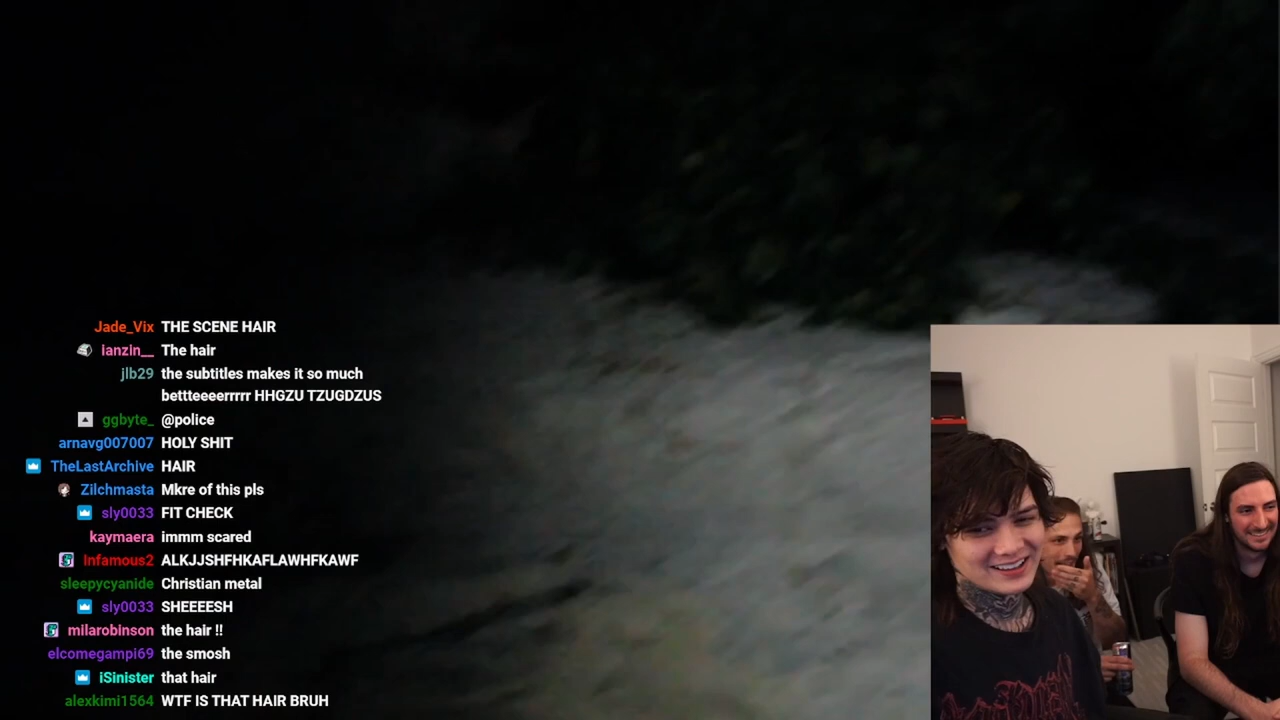 Jade_Vix THE SCENE HAIR
ianzin__ The hair
jlb29 the subtitles makes it so much
bettteeeerrrrr HHGZU TZUGDZUS
ggbyte_ @police
arnavg007007 HOLY SHIT
TheLastArchive HAIR
Zilchmasta Mkre of this pls
sly0033 FIT CHECK
kaymaera immm scared
Infamous2 ALKJJSHFHKAFLAWHFKAWF
sleepycyanide Christian metal
sly0033 SHEEEESH
milarobinson the hair !!
elcomegampi69 the smosh
iSinister that hair
alexkimi1564 WTF IS THAT HAIR BRUH